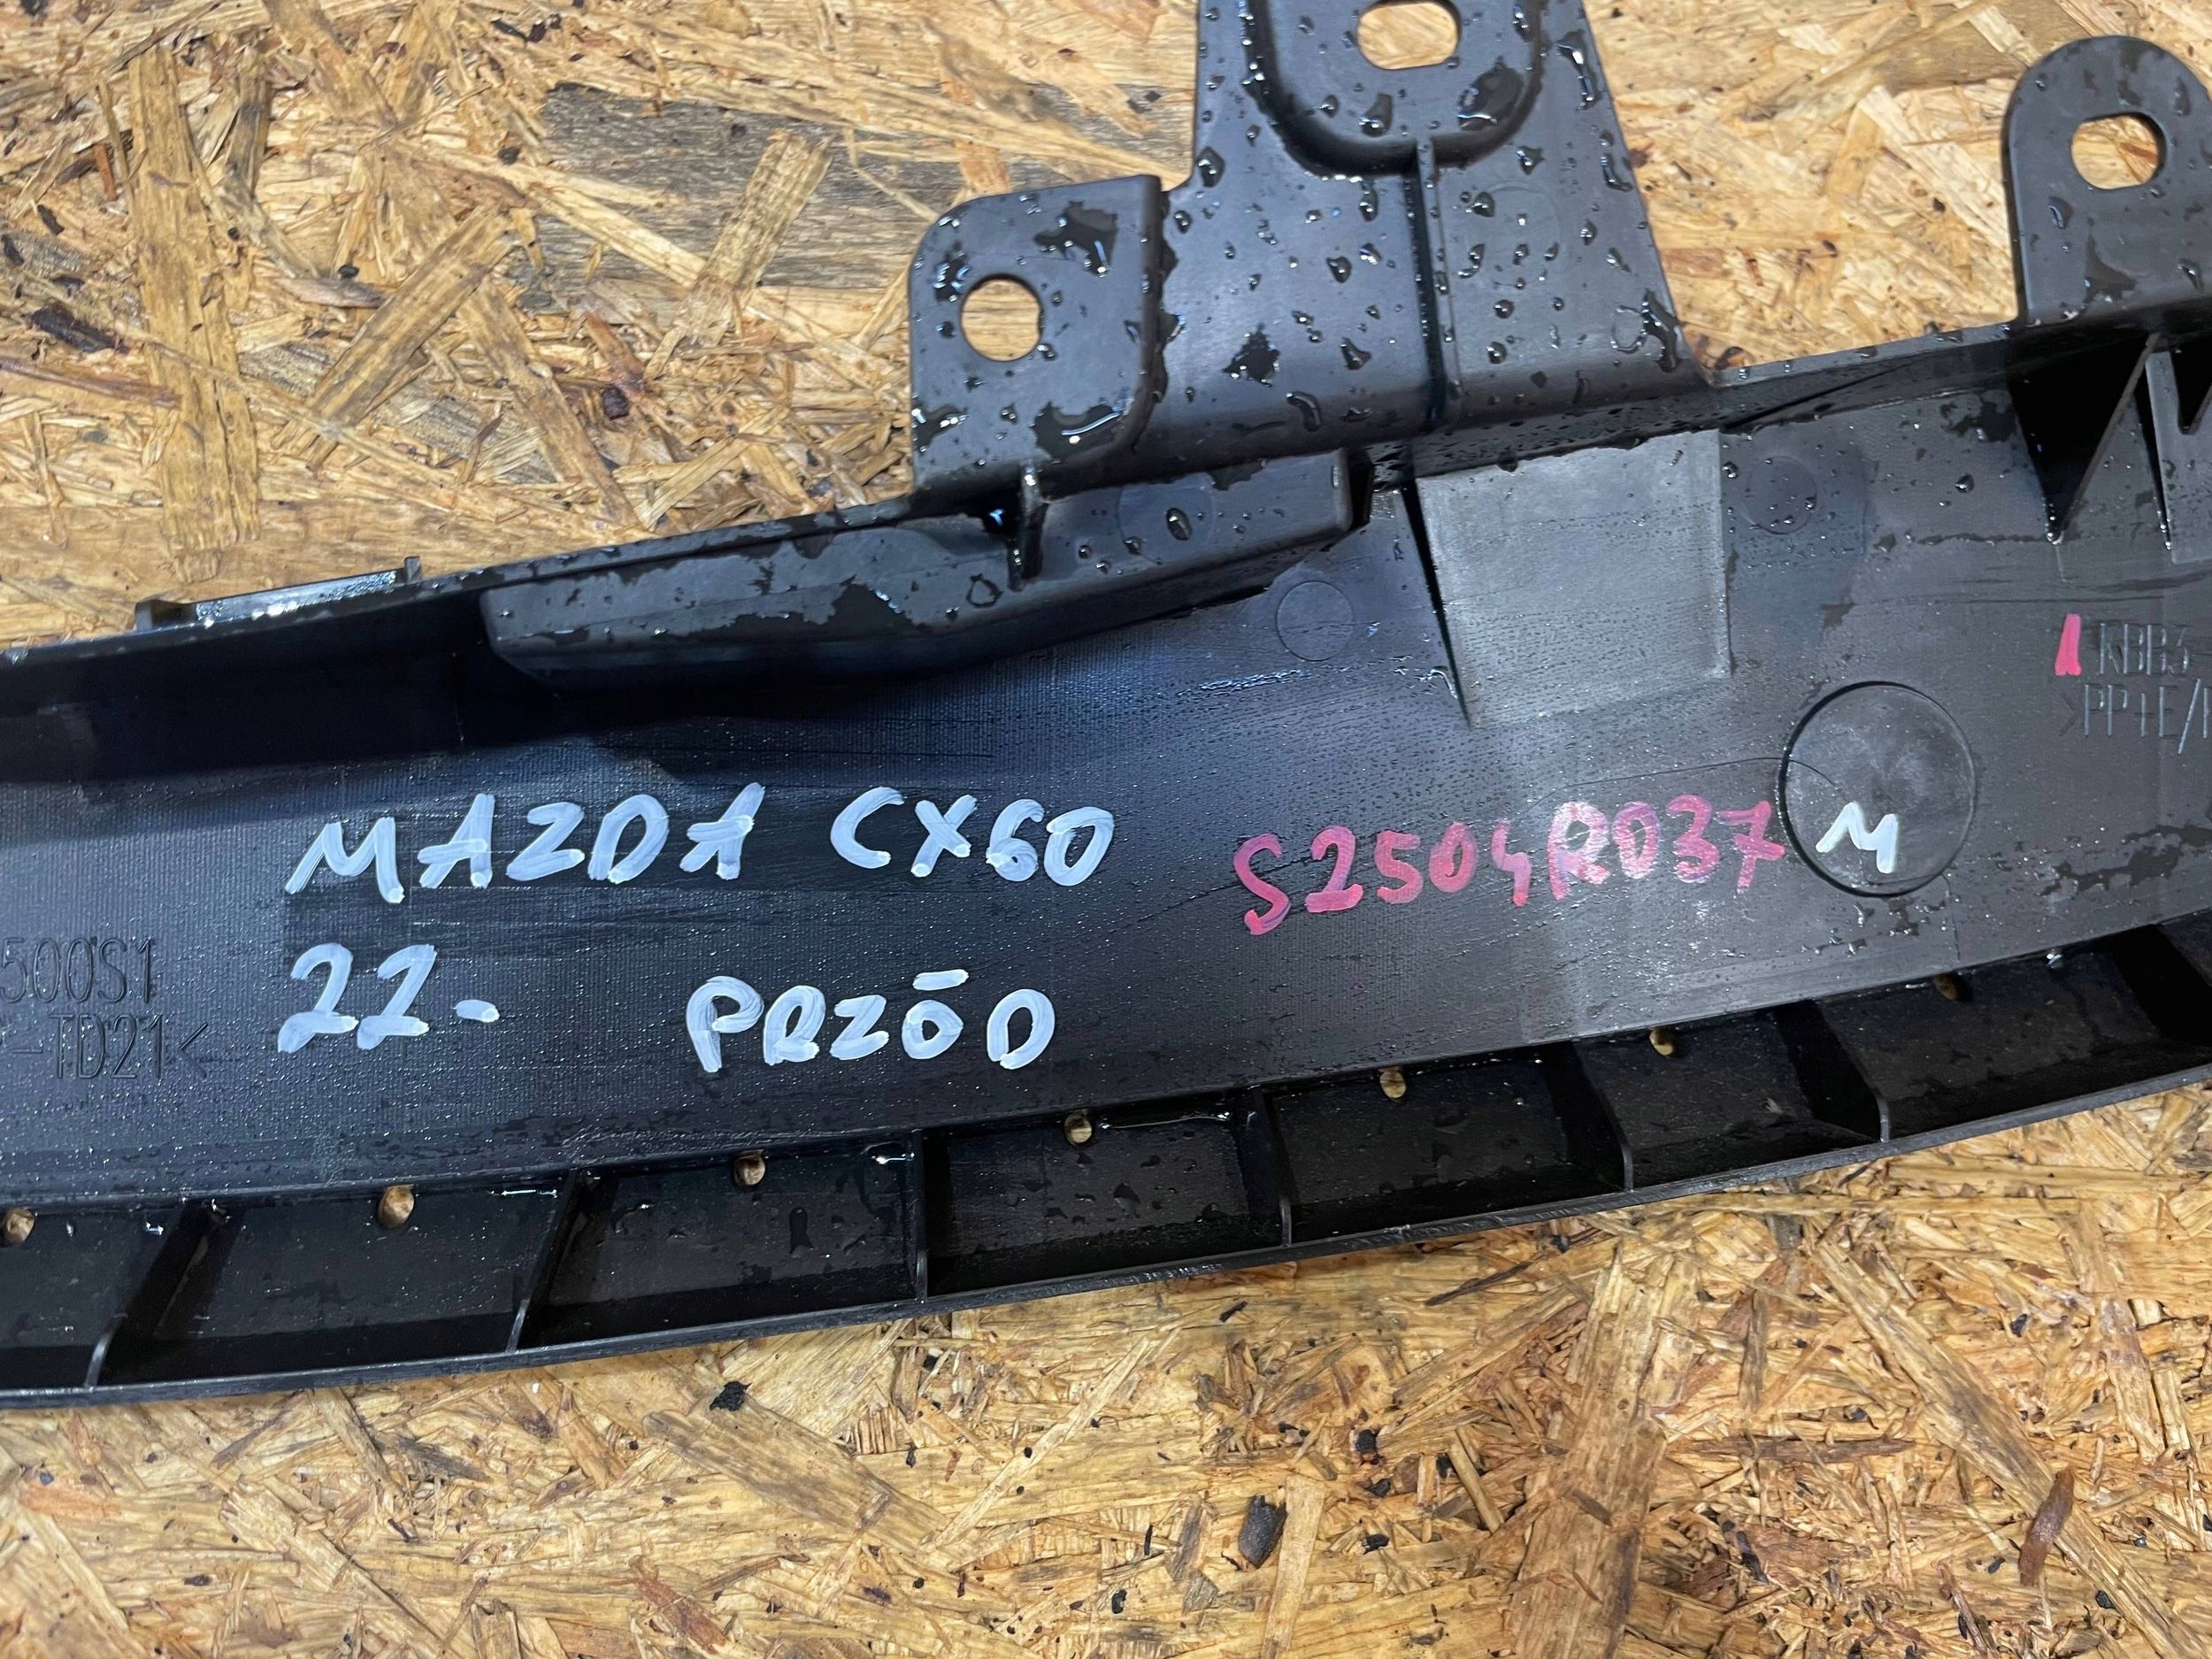 KBB5
>PP+E/P
MAZDA CX60 S2504R037 M
500S1
22- PRZÓD
P-TD21<